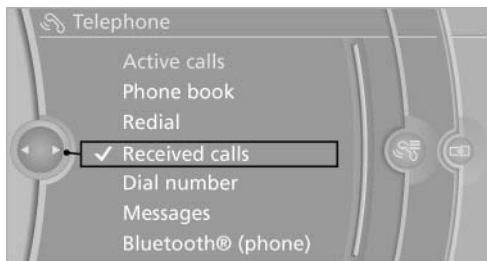 Telephone
Active calls
Phone book
Redial
Received calls
Dial number
Messages
Bluetooth® (phone)